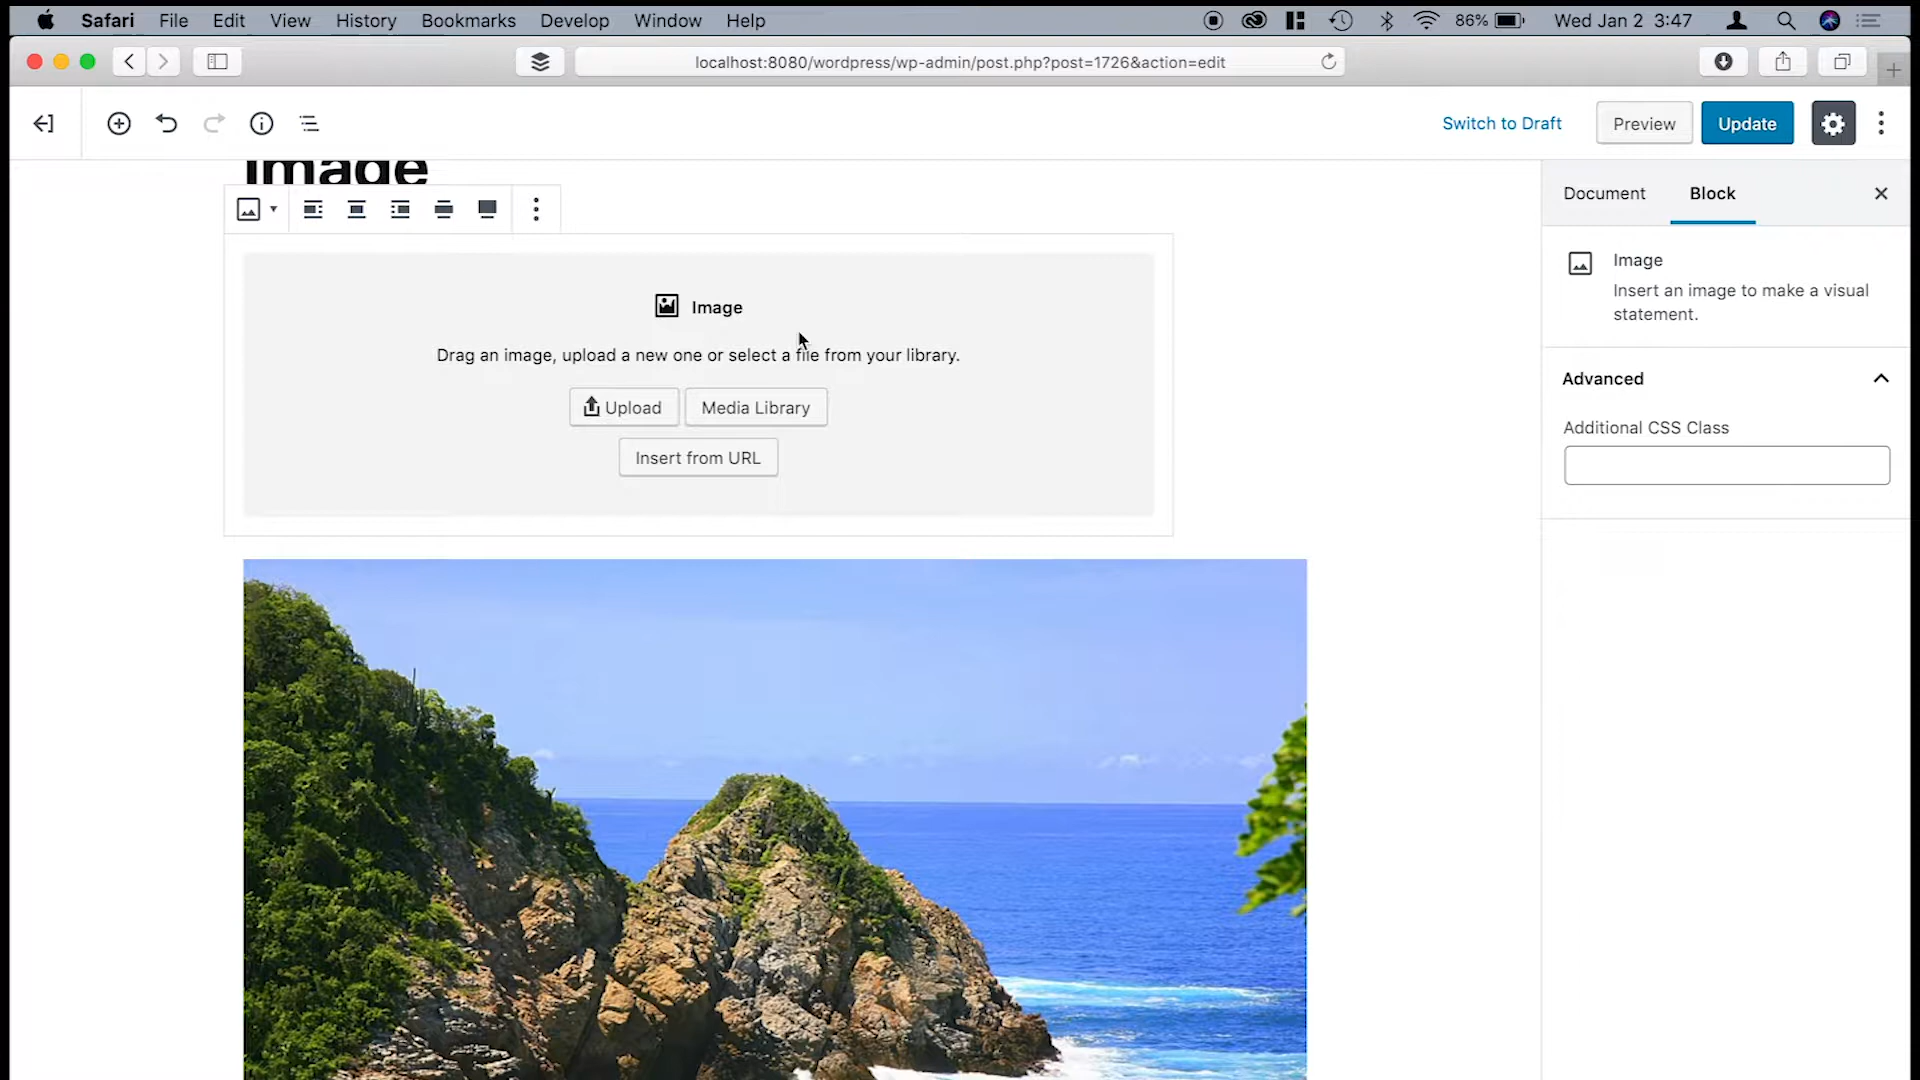 Safari File Edit View History Bookmarks Develop Window Help 86% Wed Jan 2 3:47
localhost:8080/wordpress/wp-admin/post.php?post=1726&action=edit
Switch to Draft Preview Update
Image
Document Block
Image
Insert an image to make a visual
statement.
Image
Drag an image, upload a new one or select a file from your library.
Upload Media Library
Insert from URL
Advanced
Additional CSS Class